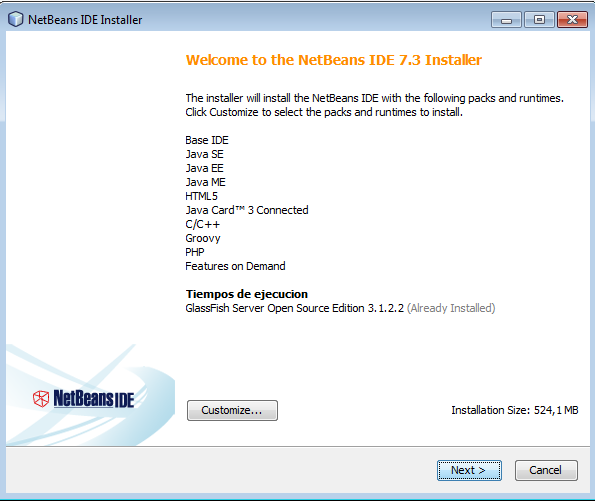 NetBeans IDE Installer
Welcome to the NetBeans IDE 7.3 Installer
The installer will install the NetBeans IDE with the following packs and runtimes.
Click Customize to select the packs and runtimes to install.
Base IDE
Java SE
Java EE
Java ME
HTML5
Java Card™ 3 Connected
C/C++
Groovy
PHP
Features on Demand
Tiempos de ejecucion
GlassFish Server Open Source Edition 3.1.2.2 (Already Installed)
NetBeans IDE
Customize...
Installation Size: 524,1 MB
Next >
Cancel